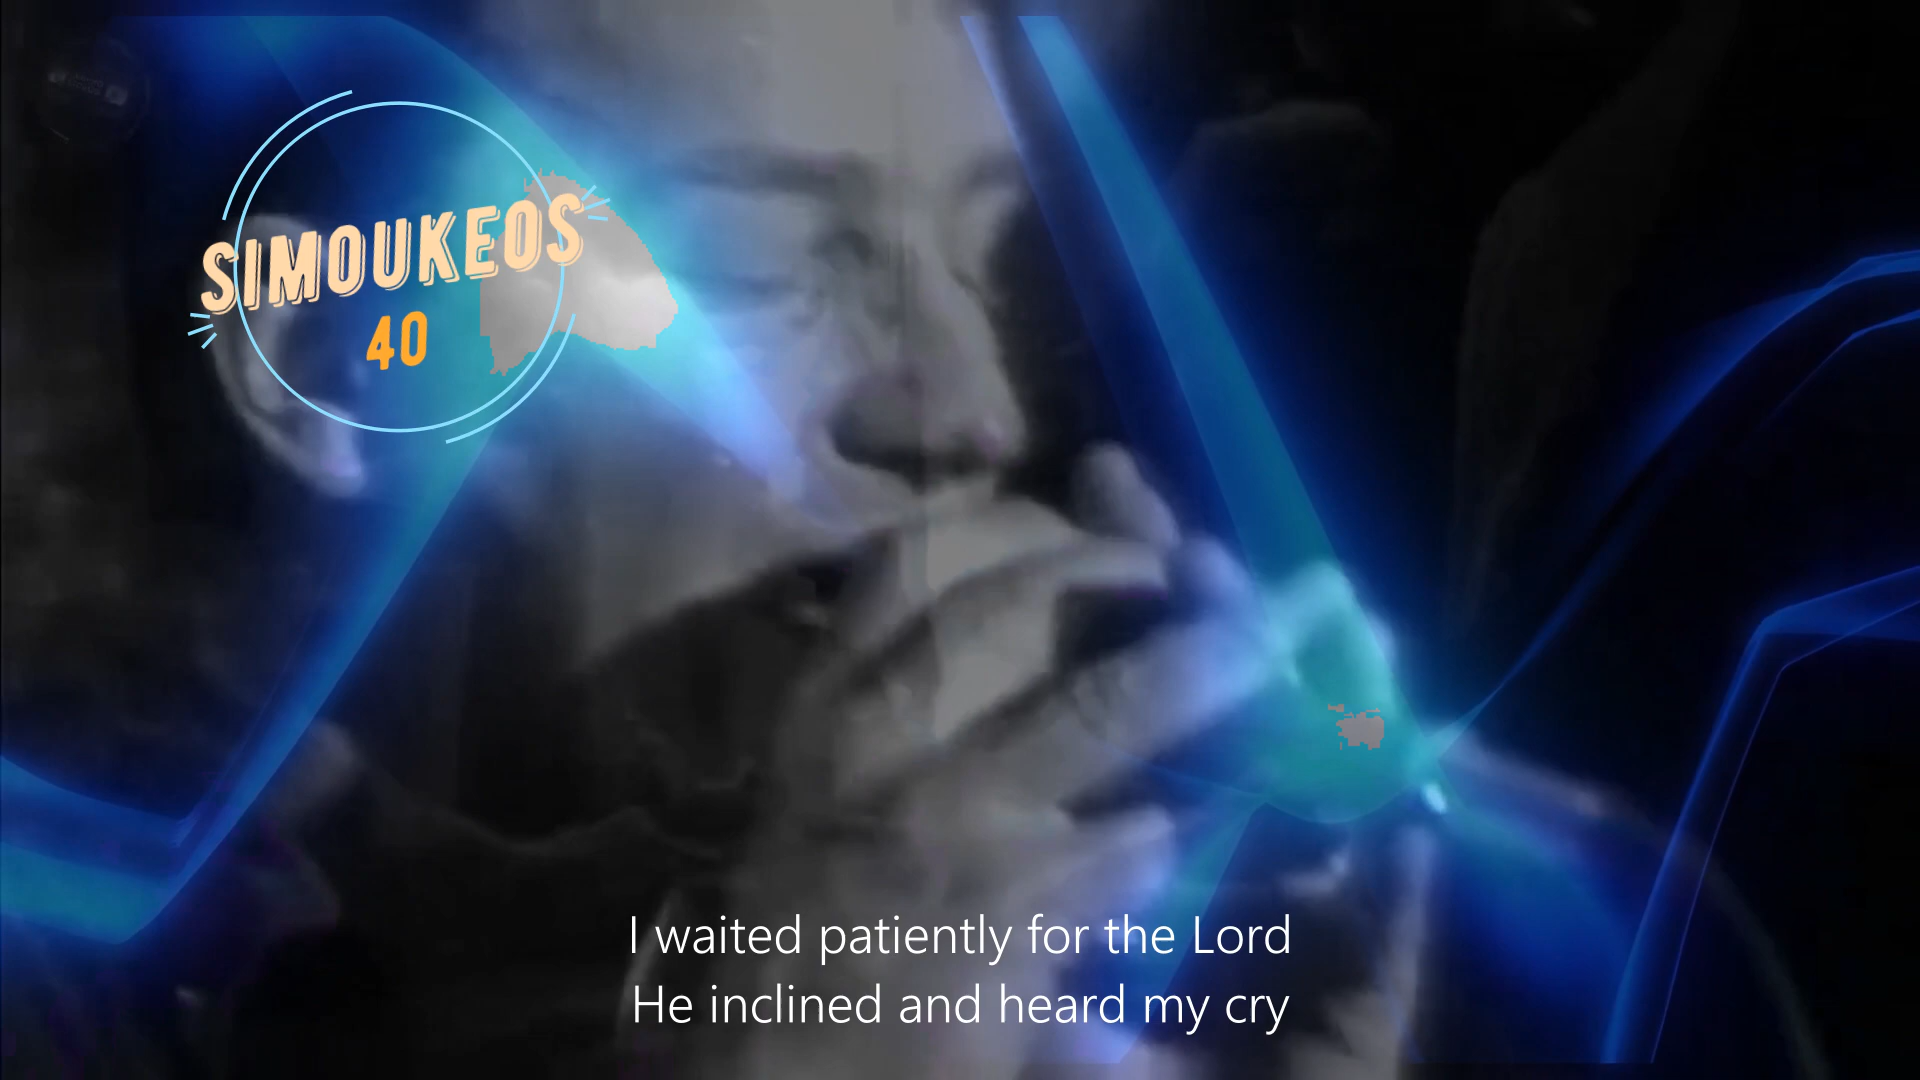 SIMOUKEOS
40
I waited patiently for the Lord
He inclined and heard my cry